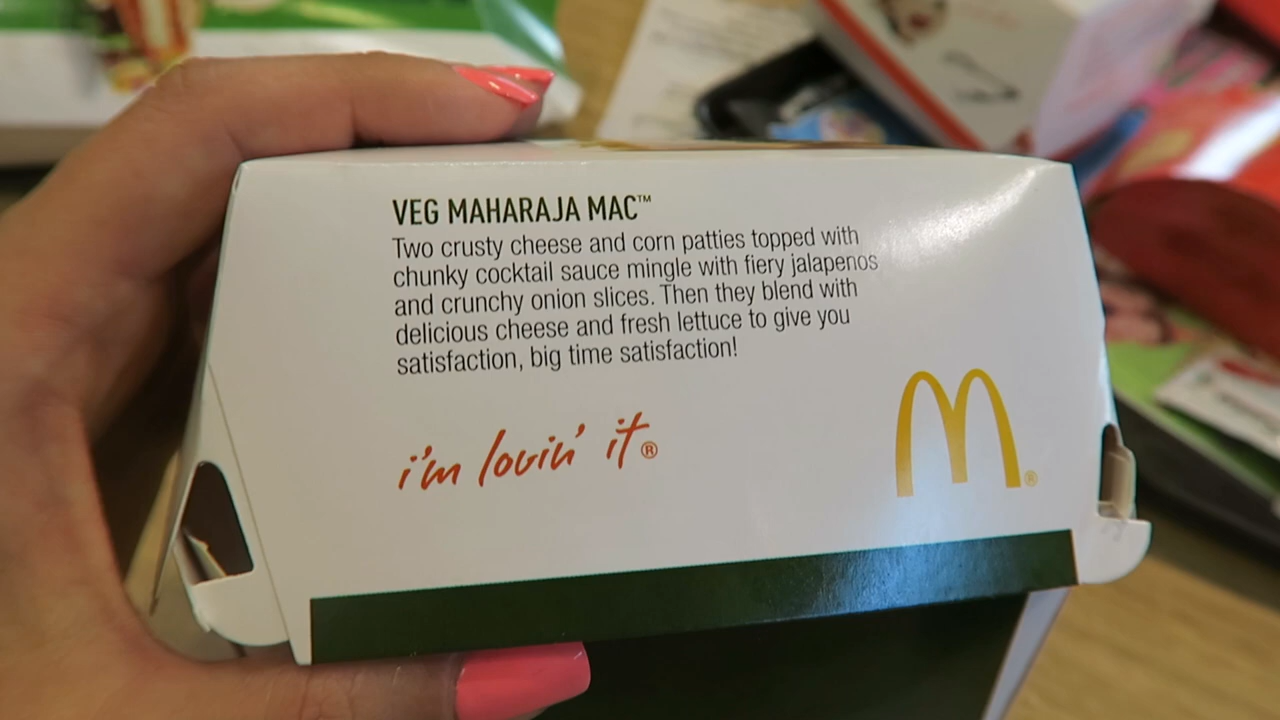 VEG MAHARAJA MAC™
Two crusty cheese and corn patties topped with
chunky cocktail sauce mingle with fiery jalapenos
and crunchy onion slices. Then they blend with
delicious cheese and fresh lettuce to give you
satisfaction, big time satisfaction!
i'm lovin' it®
M®